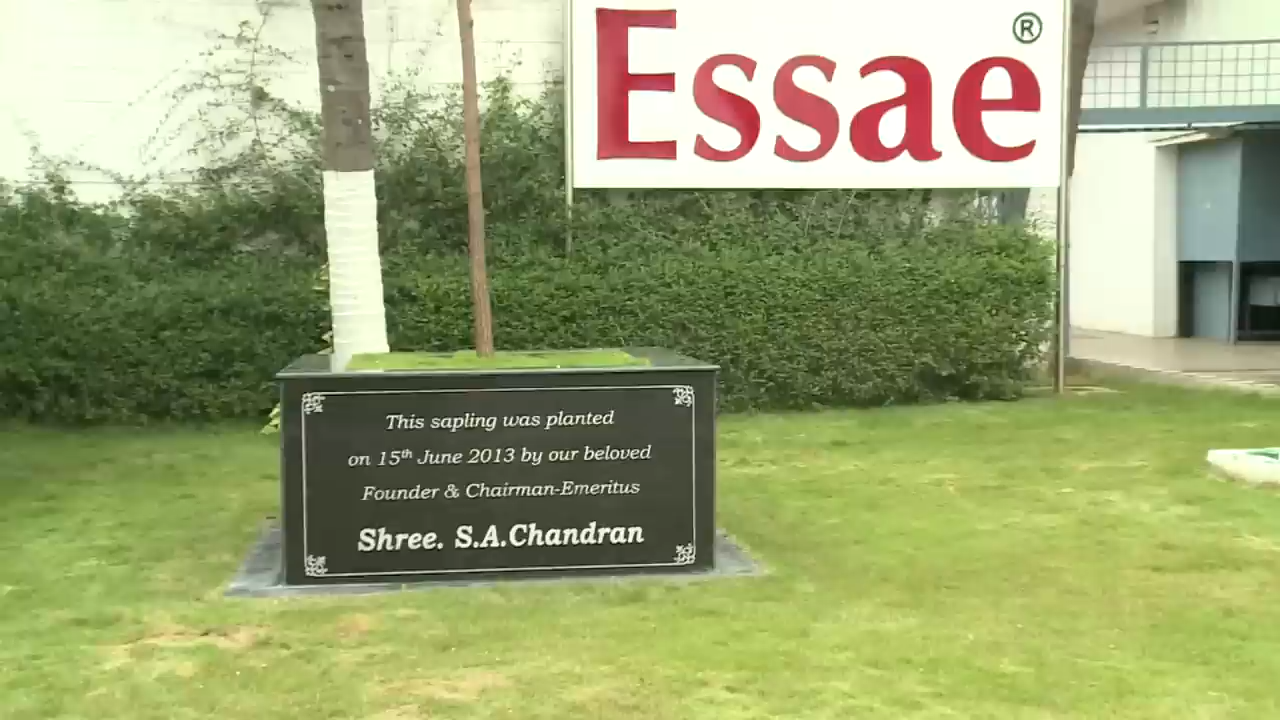 Essae®
This sapling was planted
on 15th June 2013 by our beloved
Founder & Chairman-Emeritus
Shree. S.A.Chandran